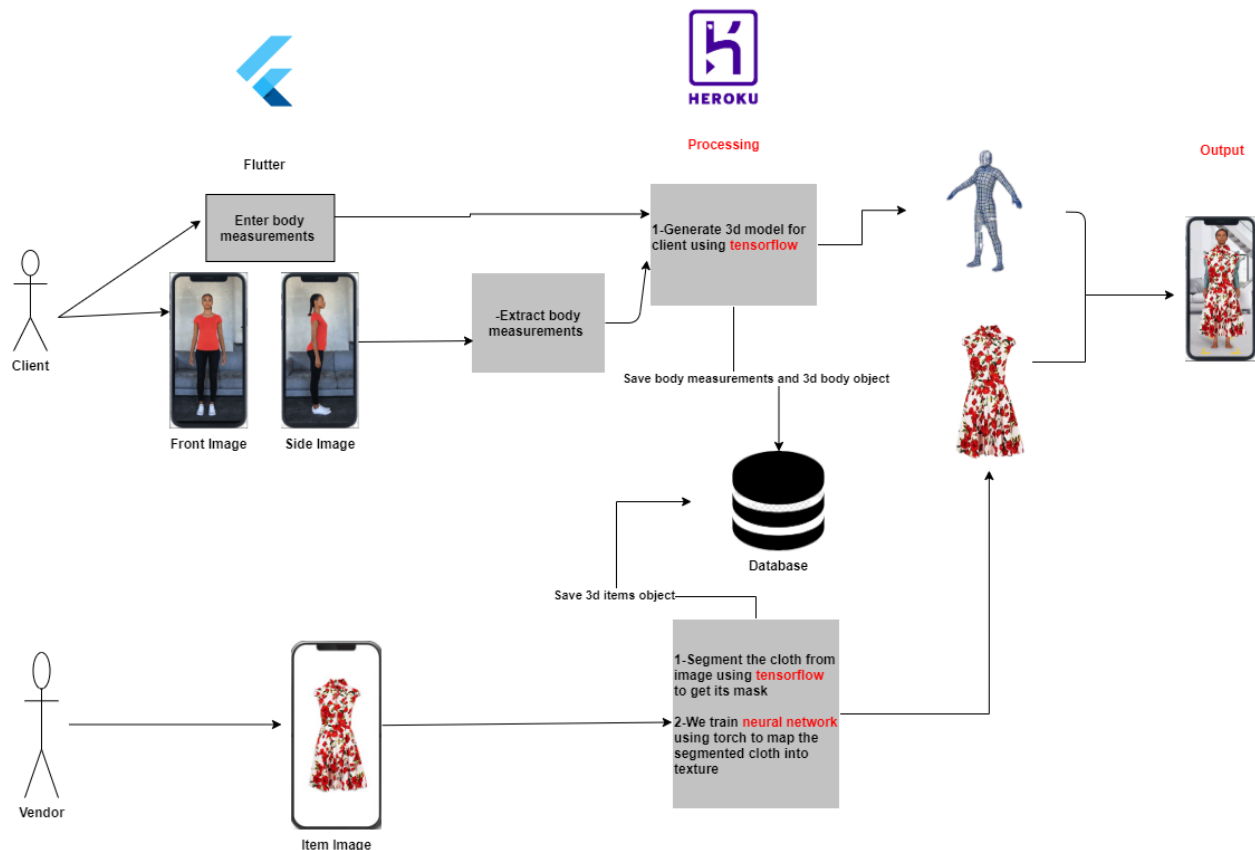 HEROKU
Processing
Output
Flutter
Enter body
measurements
1-Generate 3d model for
client using tensorflow
-Extract body
measurements
Client
Save body measurements and 3d body object
Front Image
Side Image
Database
Save 3d items object
1-Segment the cloth from
image using tensorflow
to get its mask
2-We train neural network
using torch to map the
segmented cloth into
texture
Vendor
Item Image